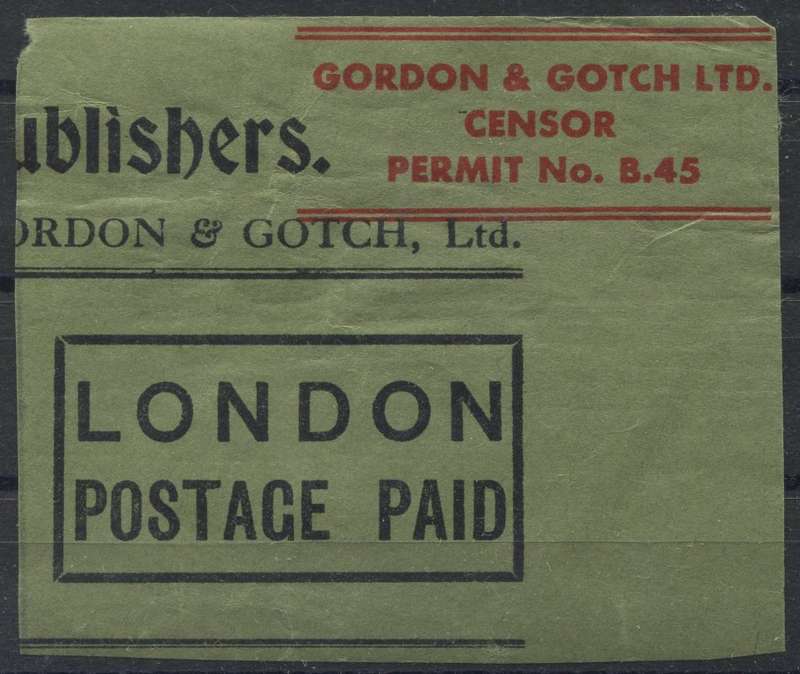 GORDON & GOTCH LTD.
CENSOR
PERMIT No. B.45
ublishers.
ORDON & GOTCH, Ltd.
LONDON
POSTAGE PAID